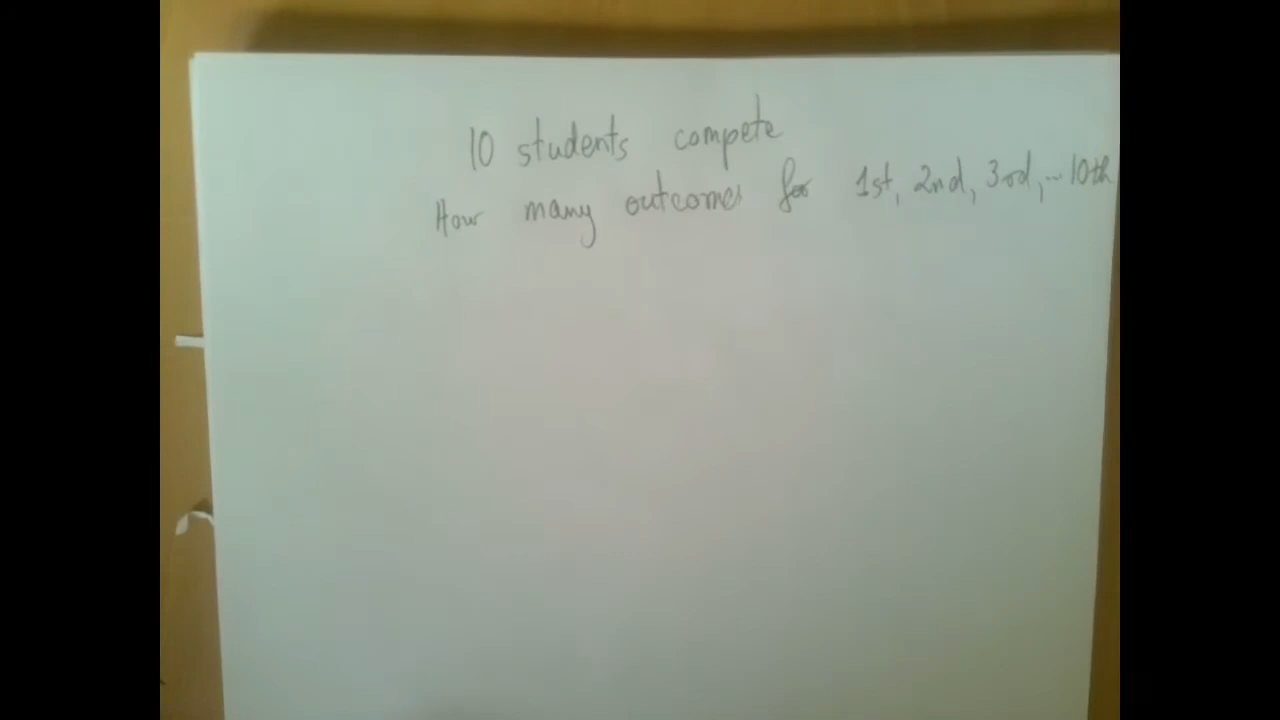 10 students compete
How many outcomes for 1st, 2nd, 3rd, ... 10th